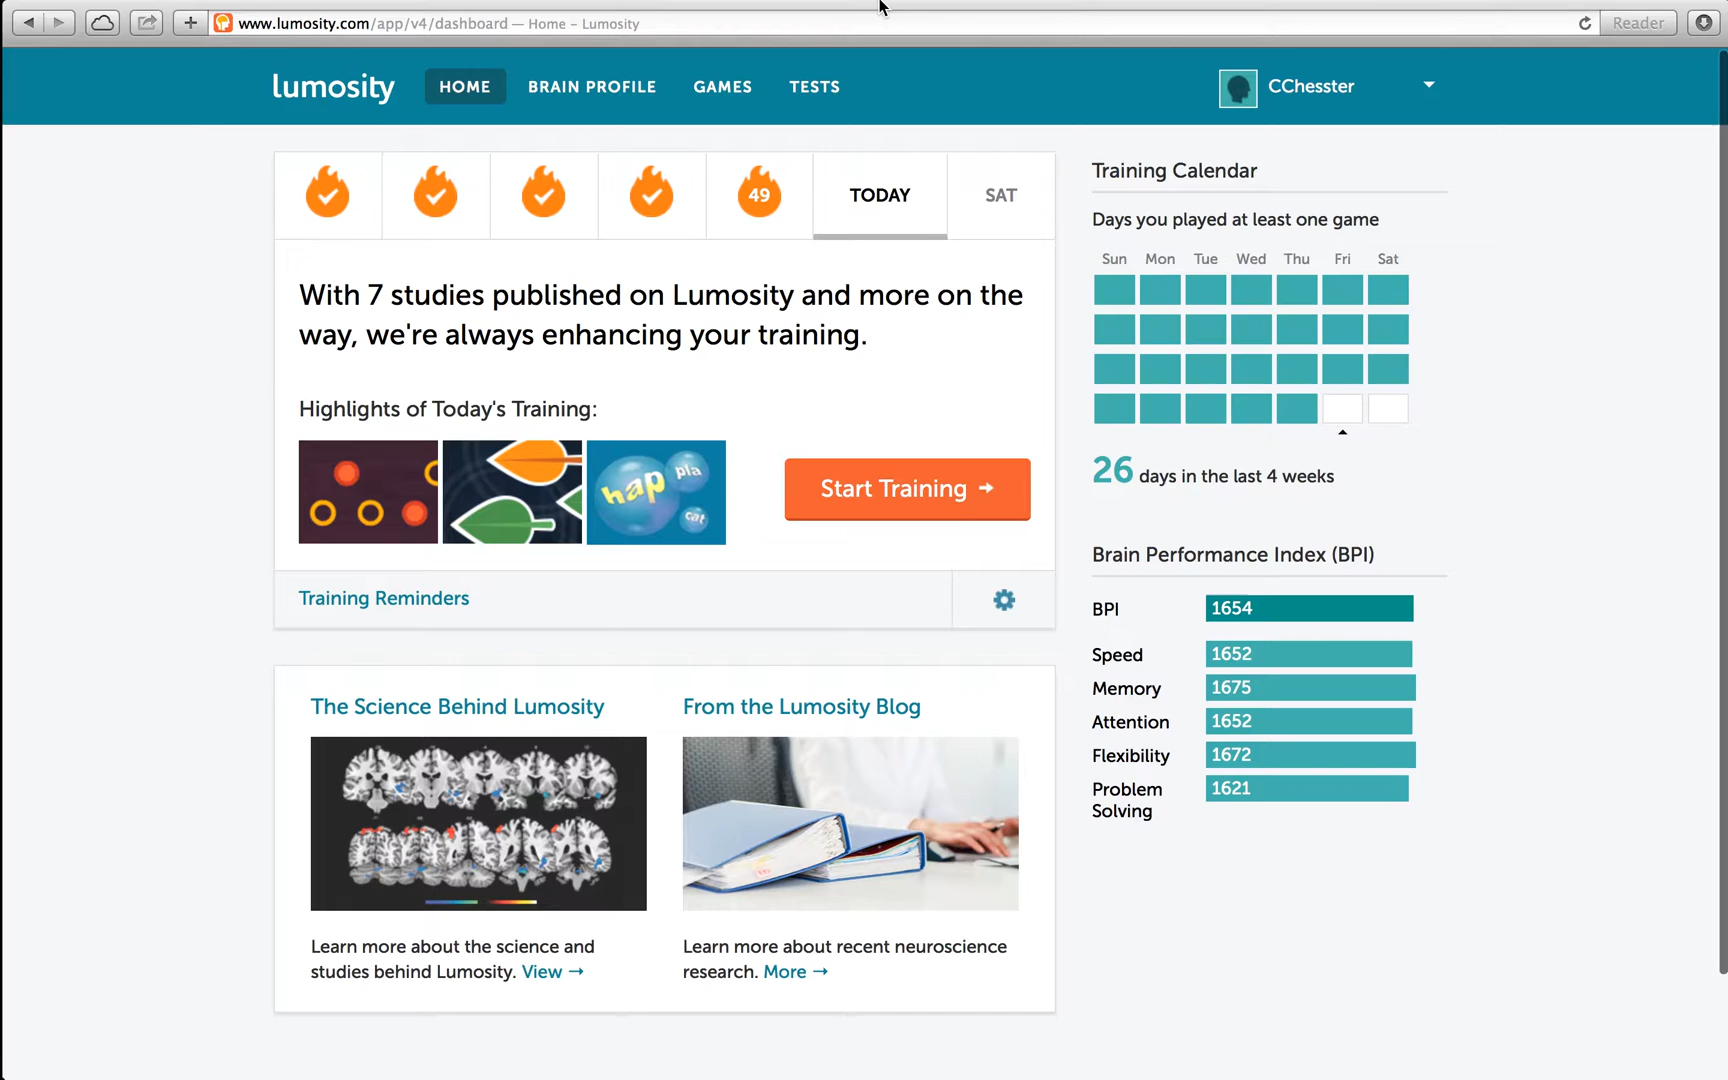 www.lumosity.com/app/v4/dashboard — Home – Lumosity
Reader
lumosity
HOME
BRAIN PROFILE
GAMES
TESTS
CChesster
49
TODAY
SAT
With 7 studies published on Lumosity and more on the
way, we're always enhancing your training.
Highlights of Today's Training:
hap
pla
cat
Start Training →
Training Reminders
The Science Behind Lumosity
Learn more about the science and
studies behind Lumosity. View →
From the Lumosity Blog
Learn more about recent neuroscience
research. More →
Training Calendar
Days you played at least one game
Sun Mon Tue Wed Thu Fri Sat
26 days in the last 4 weeks
Brain Performance Index (BPI)
BPI 1654
Speed 1652
Memory 1675
Attention 1652
Flexibility 1672
Problem 1621
Solving